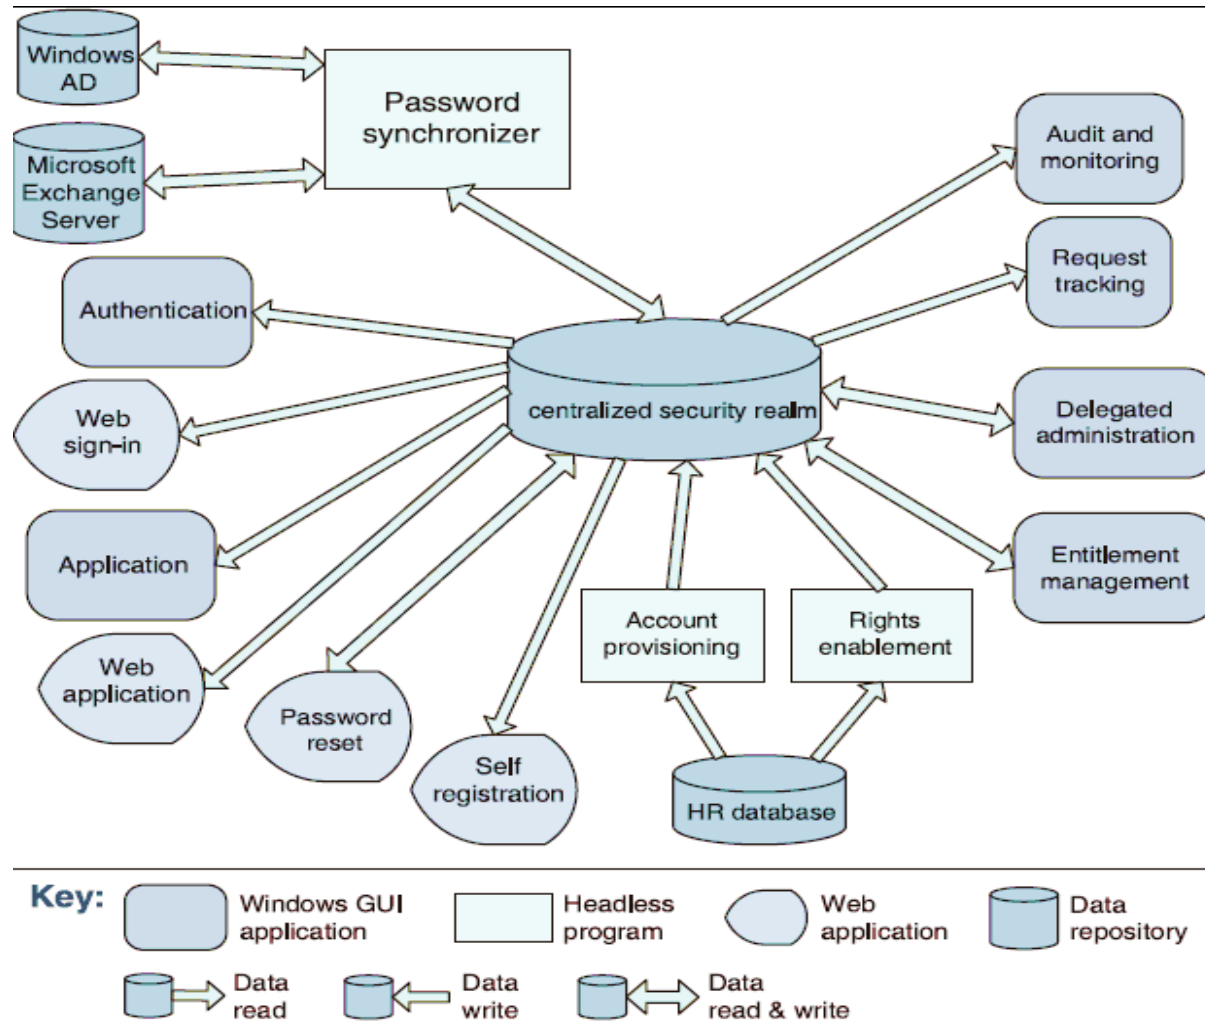 Windows
AD
Password
synchronizer
Microsoft
Exchange
Server
Audit and
monitoring
Request
tracking
Authentication
centralized security realm
Web
sign-in
Delegated
administration
Application
Entitlement
management
Account
provisioning
Rights
enablement
Web
application
Password
reset
Self
registration
HR database
Key:
Windows GUI
application
Headless
program
Web
application
Data
repository
Data
read
Data
write
Data
read & write